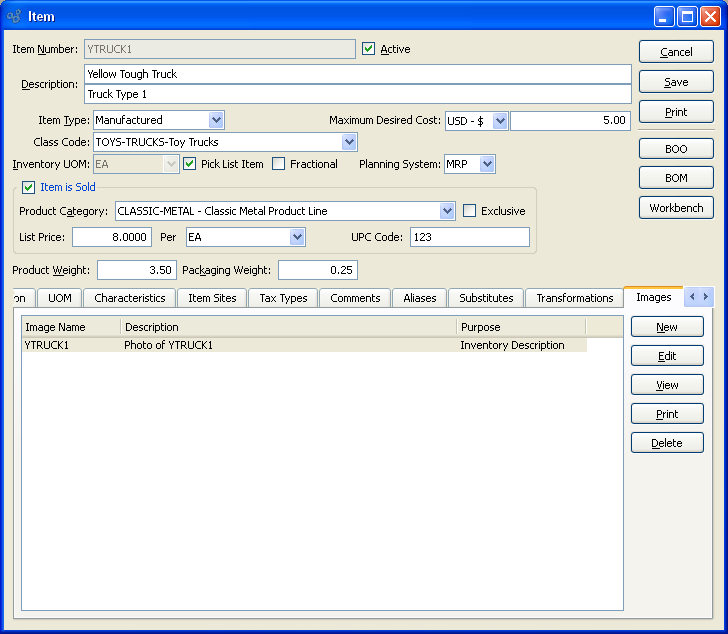 Item
Item Number: YTRUCK1 Active Cancel
Description: Yellow Tough Truck Save
Truck Type 1
Item Type: Manufactured Maximum Desired Cost: USD - $ 5.00 Print
Class Code: TOYS-TRUCKS-Toy Trucks BOO
Inventory UOM: EA Pick List Item Fractional Planning System: MRP BOM
Item is Sold
Product Category: CLASSIC-METAL - Classic Metal Product Line Exclusive Workbench
List Price: 8.0000 Per EA UPC Code: 123
Product Weight: 3.50 Packaging Weight: 0.25
on UOM Characteristics Item Sites Tax Types Comments Aliases Substitutes Transformations Images
Image Name Description Purpose New
YTRUCK1 Photo of YTRUCK1 Inventory Description
Edit
View
Print
Delete